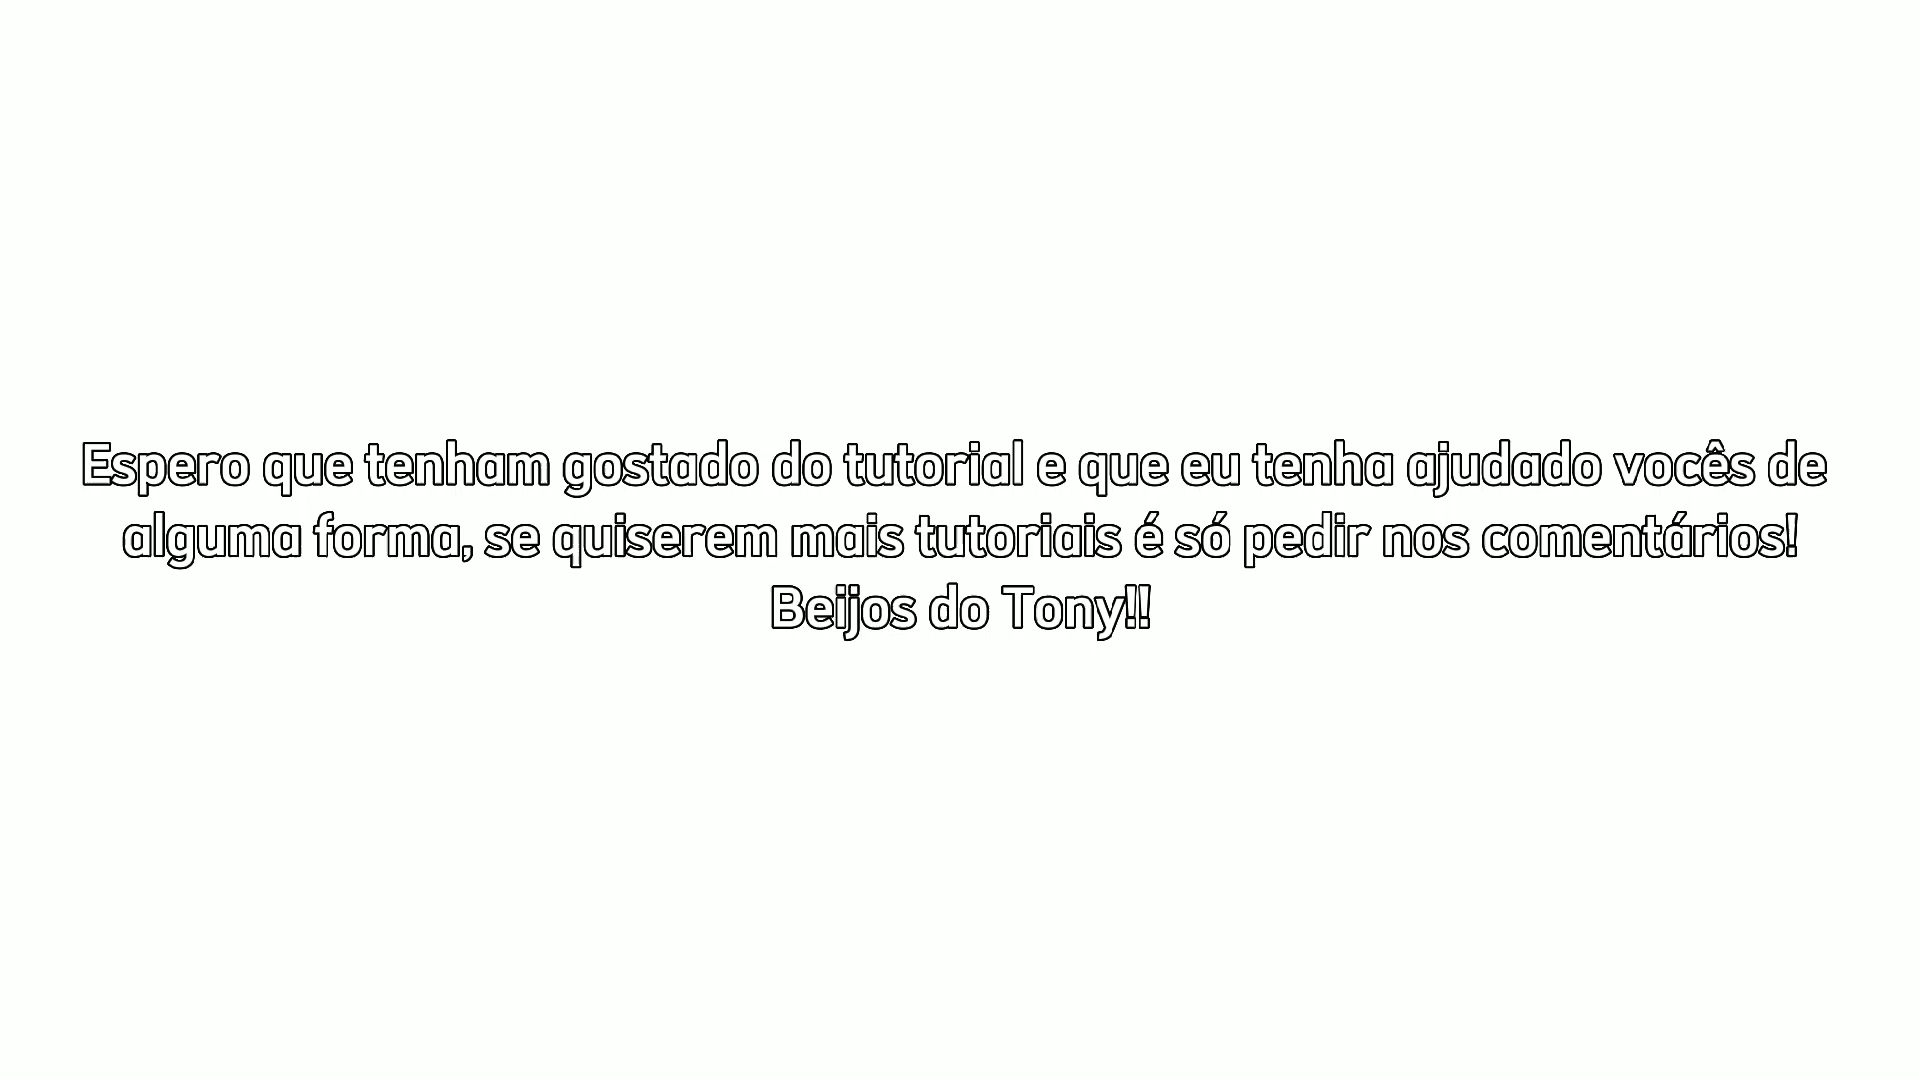 Espero que tenham gostado do tutorial e que eu tenha ajudado vocês de
alguma forma, se quiserem mais tutoriais é só pedir nos comentários!
Beijos do Tony!!